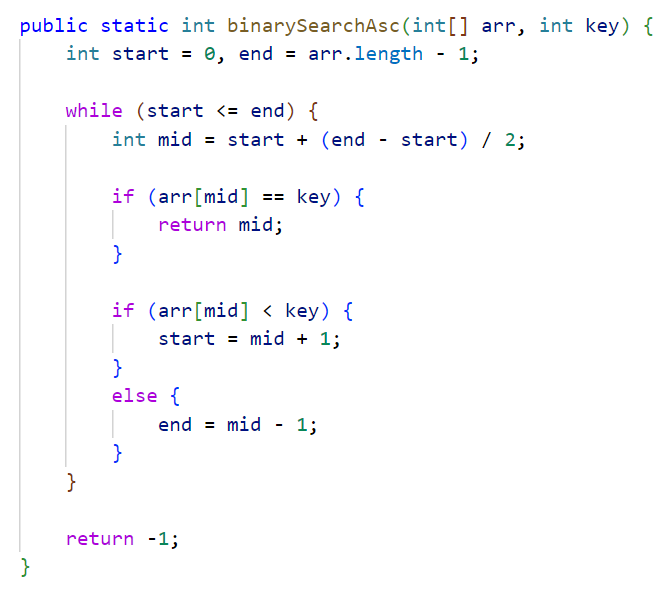 public static int binarySearchAsc(int[] arr, int key) {
    int start = 0, end = arr.length - 1;

    while (start <= end) {
        int mid = start + (end - start) / 2;

        if (arr[mid] == key) {
            return mid;
        }

        if (arr[mid] < key) {
            start = mid + 1;
        }
        else {
            end = mid - 1;
        }
    }

    return -1;
}